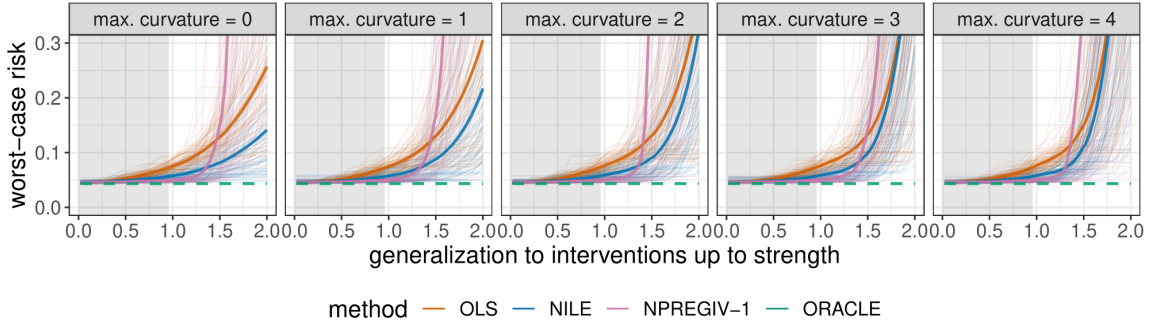 max. curvature = 0 max. curvature = 1 max. curvature = 2 max. curvature = 3 max. curvature = 4
worst−case risk
0.3
0.2
0.1
0.0
0.0 0.5 1.0 1.5 2.0 0.0 0.5 1.0 1.5 2.0 0.0 0.5 1.0 1.5 2.0 0.0 0.5 1.0 1.5 2.0 0.0 0.5 1.0 1.5 2.0
generalization to interventions up to strength
method OLS NILE NPREGIV−1 ORACLE